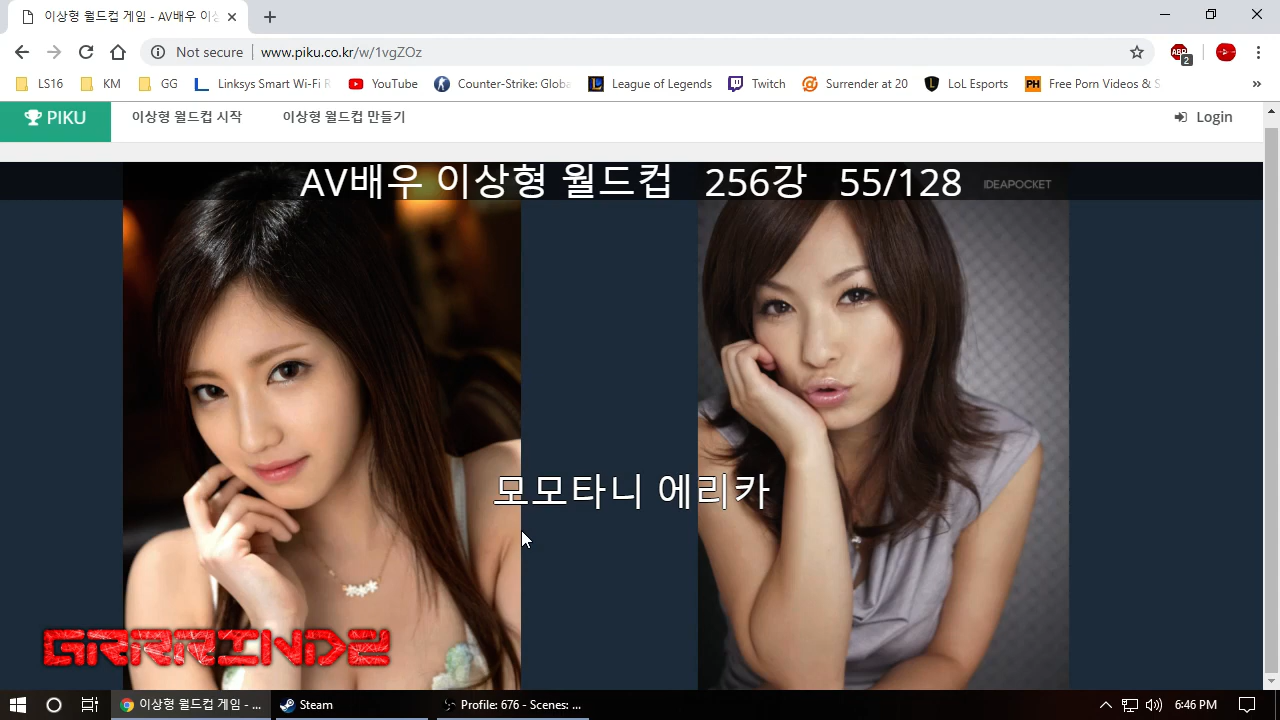 이상형 월드컵 게임 - AV배우 이상
Not secure www.piku.co.kr/w/1vgZOz
ABP 2
LS16 KM GG Linksys Smart Wi-Fi R YouTube Counter-Strike: Globa League of Legends Twitch Surrender at 20 LoL Esports PH Free Porn Videos & S »
PIKU 이상형 월드컵 시작 이상형 월드컵 만들기 Login
AV배우 이상형 월드컵 256강 55/128 IDEAPOCKET
모모타니 에리카
GRRRINDZ
이상형 월드컵 게임 - ... Steam Profile: 676 - Scenes: ... 6:46 PM